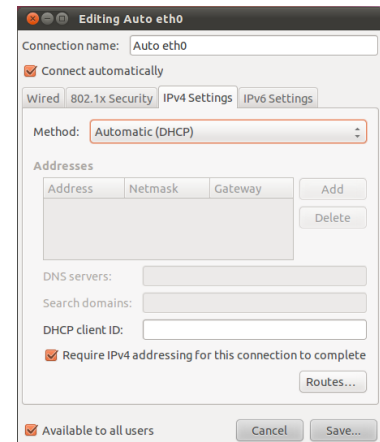 Editing Auto eth0
Connection name: Auto eth0
Connect automatically
Wired 802.1x Security IPv4 Settings IPv6 Settings
Method: Automatic (DHCP)
Addresses
Address Netmask Gateway Add
Delete
DNS servers:
Search domains:
DHCP client ID:
Require IPv4 addressing for this connection to complete
Routes...
Available to all users Cancel Save...